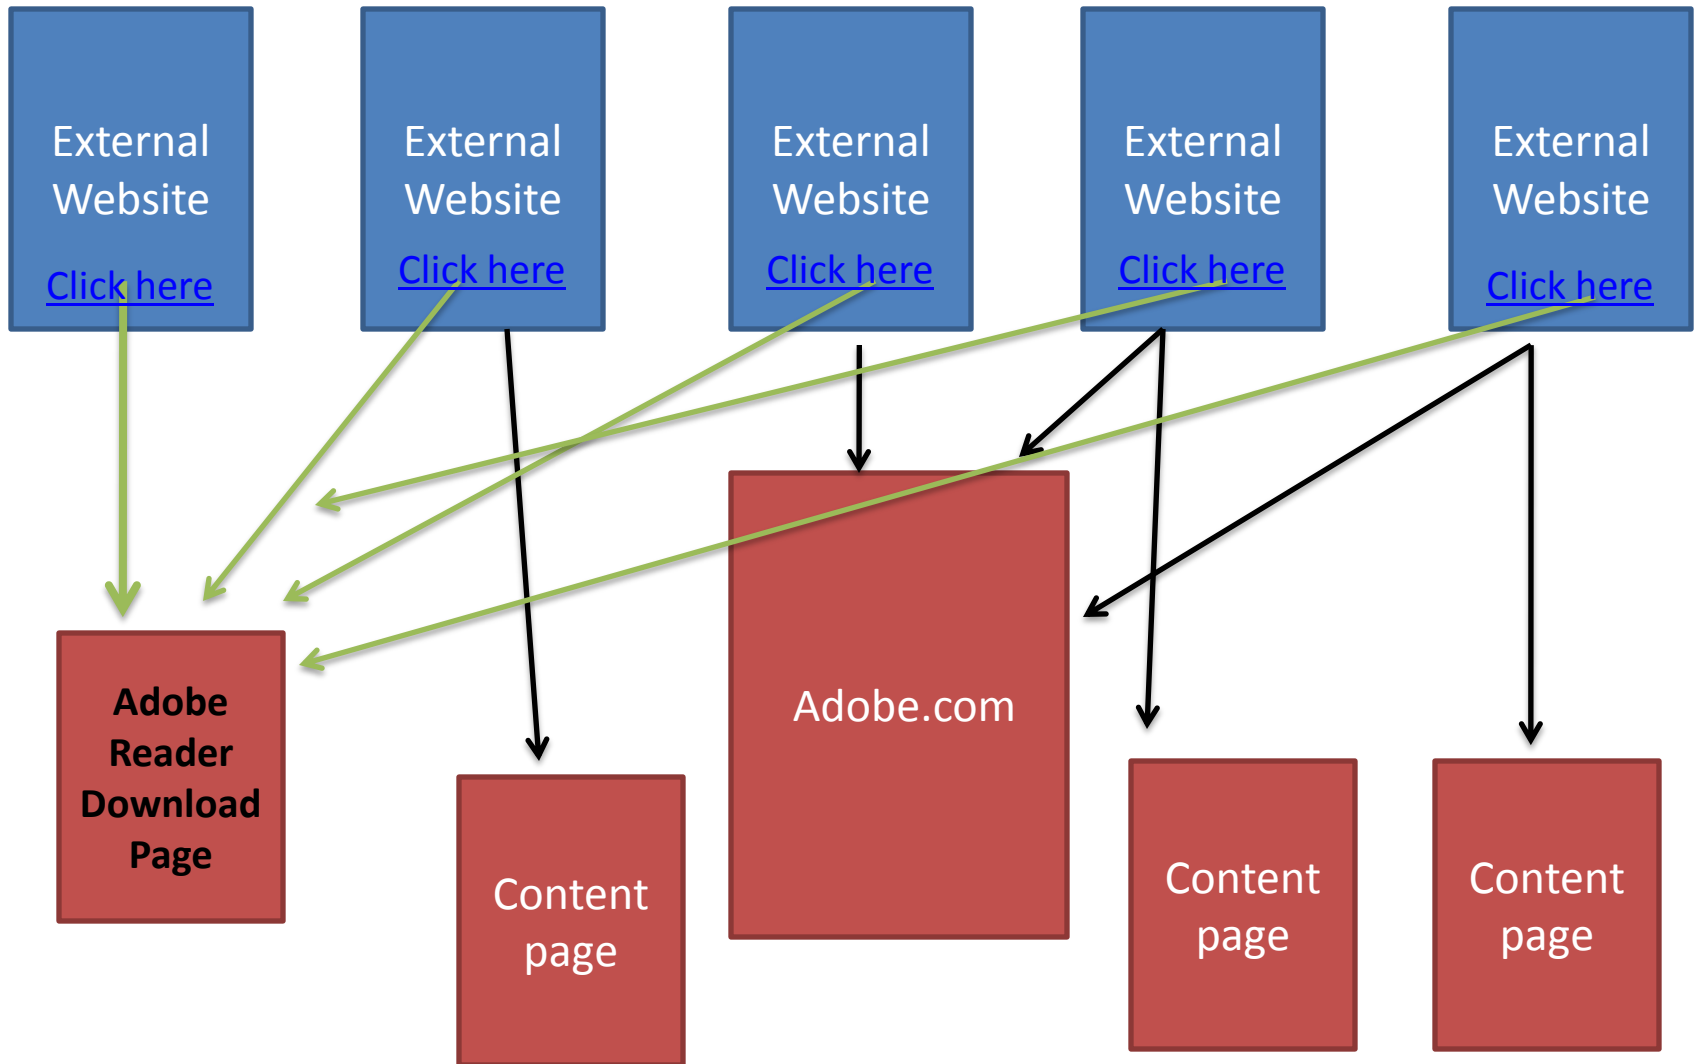 External
Website
Click here
External
Website
Click here
External
Website
Click here
External
Website
Click here
External
Website
Click here
Adobe
Reader
Download
Page
Content
page
Adobe.com
Content
page
Content
page